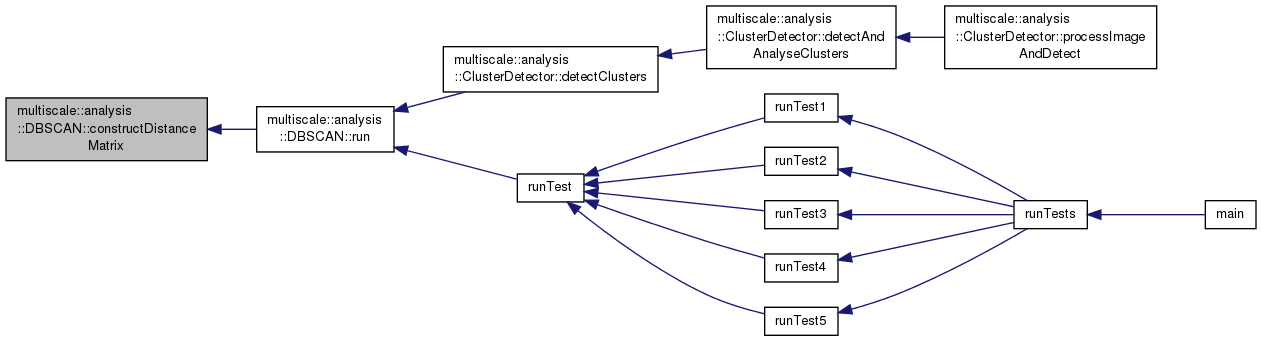 multiscale::analysis
::DBSCAN::constructDistance
Matrix
multiscale::analysis
::DBSCAN::run
multiscale::analysis
::ClusterDetector::detectClusters
multiscale::analysis
::ClusterDetector::detectAnd
AnalyseClusters
multiscale::analysis
::ClusterDetector::processImage
AndDetect
runTest
runTest1
runTest2
runTest3
runTest4
runTest5
runTests
main